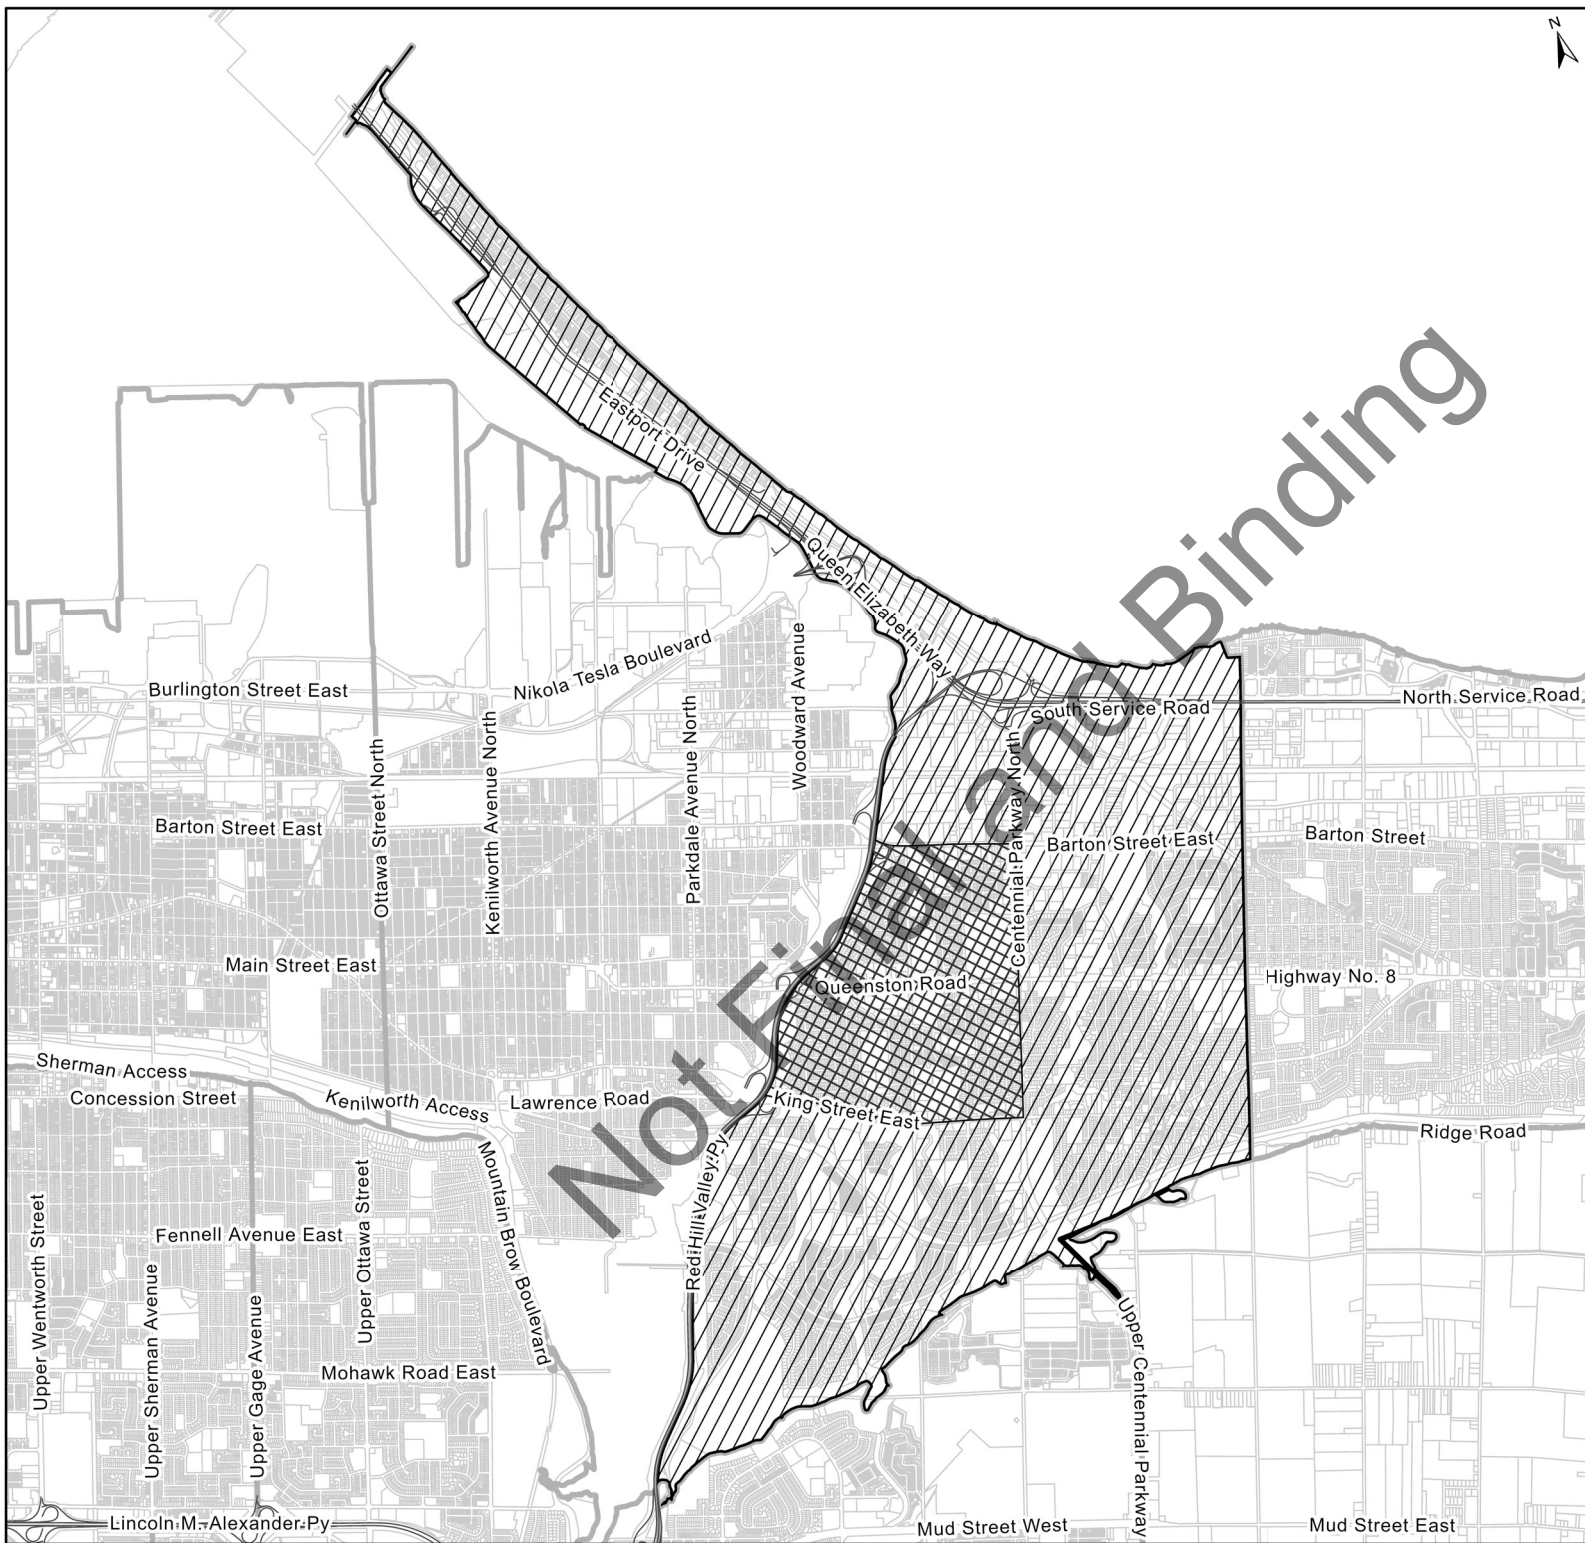 N
Eastport Drive
Queen Elizabeth Way
Burlington Street East
Nikola Tesla Boulevard
North Service Road
South Service Road
Ottawa Street North
Kenilworth Avenue North
Parkdale Avenue North
Woodward Avenue
Centennial Parkway North
Barton Street East
Barton Street East
Barton Street
Main Street East
Queenston Road
Highway No. 8
Sherman Access
Concession Street
Kenilworth Access
Lawrence Road
King Street East
Ridge Road
Red Hill Valley Py
Mountain Brow Boulevard
Upper Wentworth Street
Upper Ottawa Street
Fennell Avenue East
Upper Sherman Avenue
Upper Gage Avenue
Mohawk Road East
Upper Centennial Parkway
Lincoln M. Alexander Py
Mud Street West
Mud Street East
Not Final and Binding